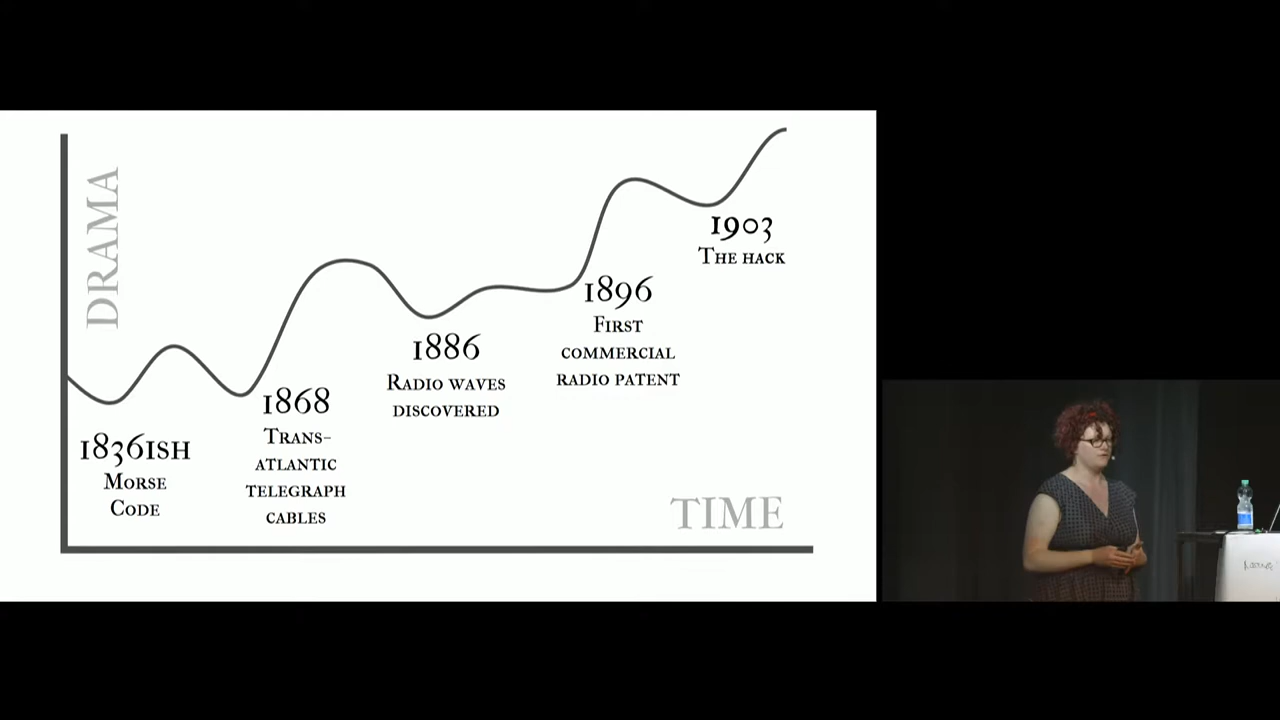 DRAMA
1836ISH
MORSE
CODE
1868
TRANS-
ATLANTIC
TELEGRAPH
CABLES
1886
RADIO WAVES
DISCOVERED
1896
FIRST
COMMERCIAL
RADIO PATENT
1903
THE HACK
TIME